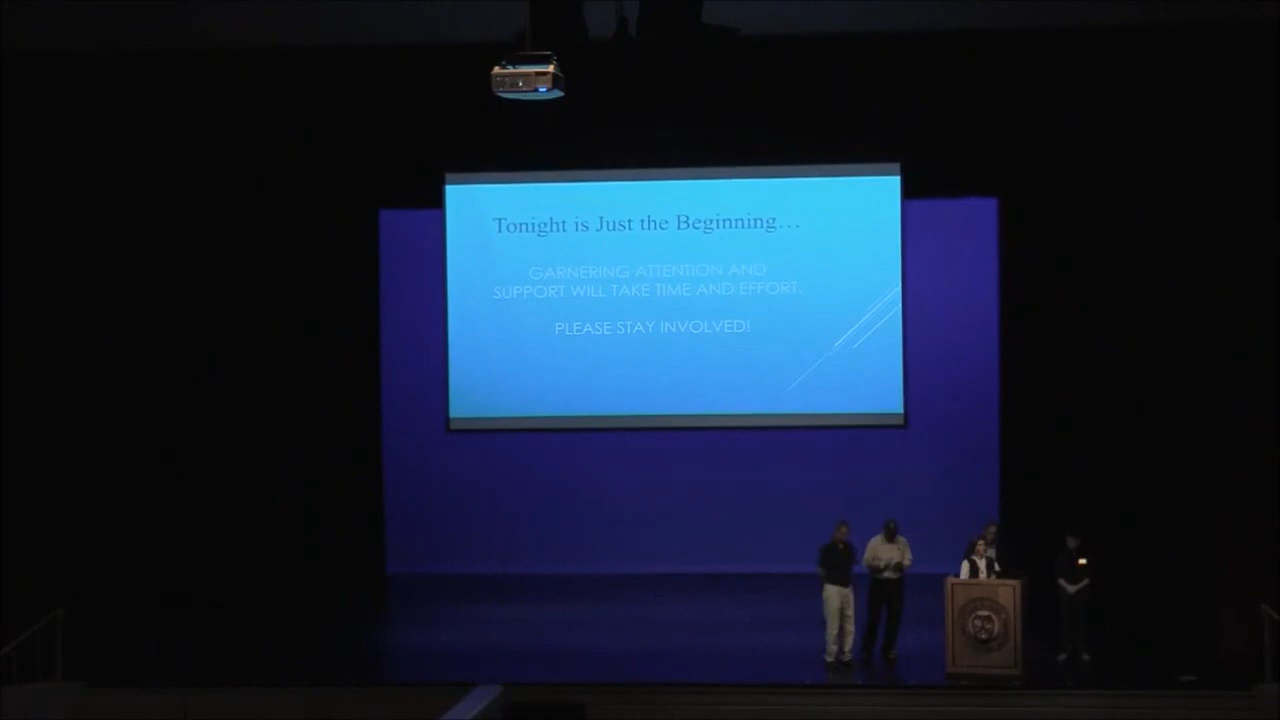 Tonight is Just the Beginning...
GARNERING ATTENTION AND
SUPPORT WILL TAKE TIME AND EFFORT.
PLEASE STAY INVOLVED!